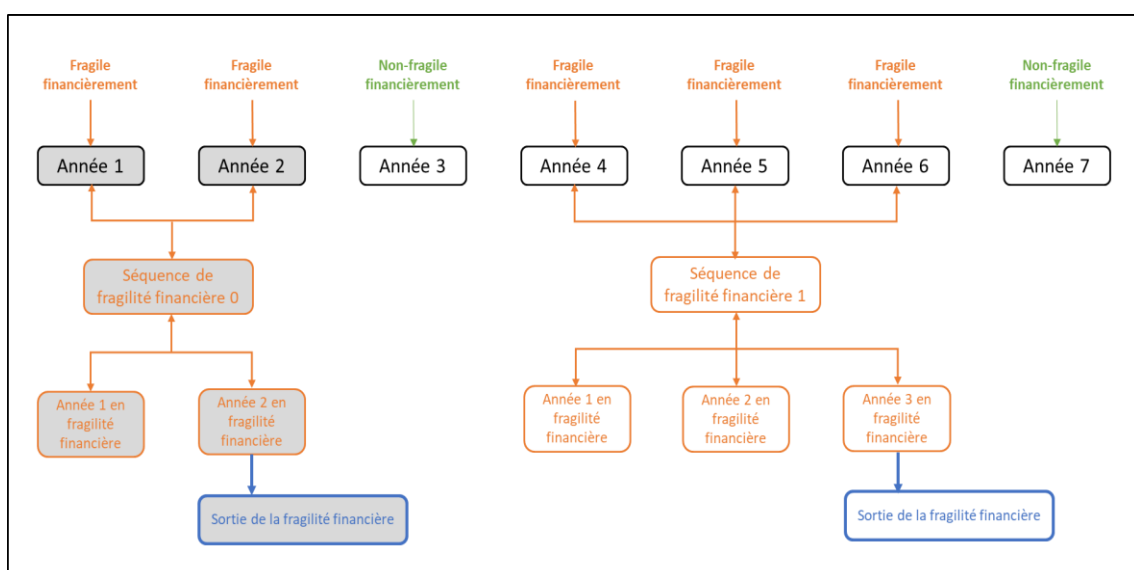 Fragile
financièrement
Fragile
financièrement
Non-fragile
financièrement
Fragile
financièrement
Fragile
financièrement
Fragile
financièrement
Non-fragile
financièrement
Année 1
Année 2
Année 3
Année 4
Année 5
Année 6
Année 7
Séquence de
fragilité financière 0
Séquence de
fragilité financière 1
Année 1 en
fragilité
financière
Année 2 en
fragilité
financière
Année 1 en
fragilité
financière
Année 2 en
fragilité
financière
Année 3 en
fragilité
financière
Sortie de la fragilité financière
Sortie de la fragilité financière